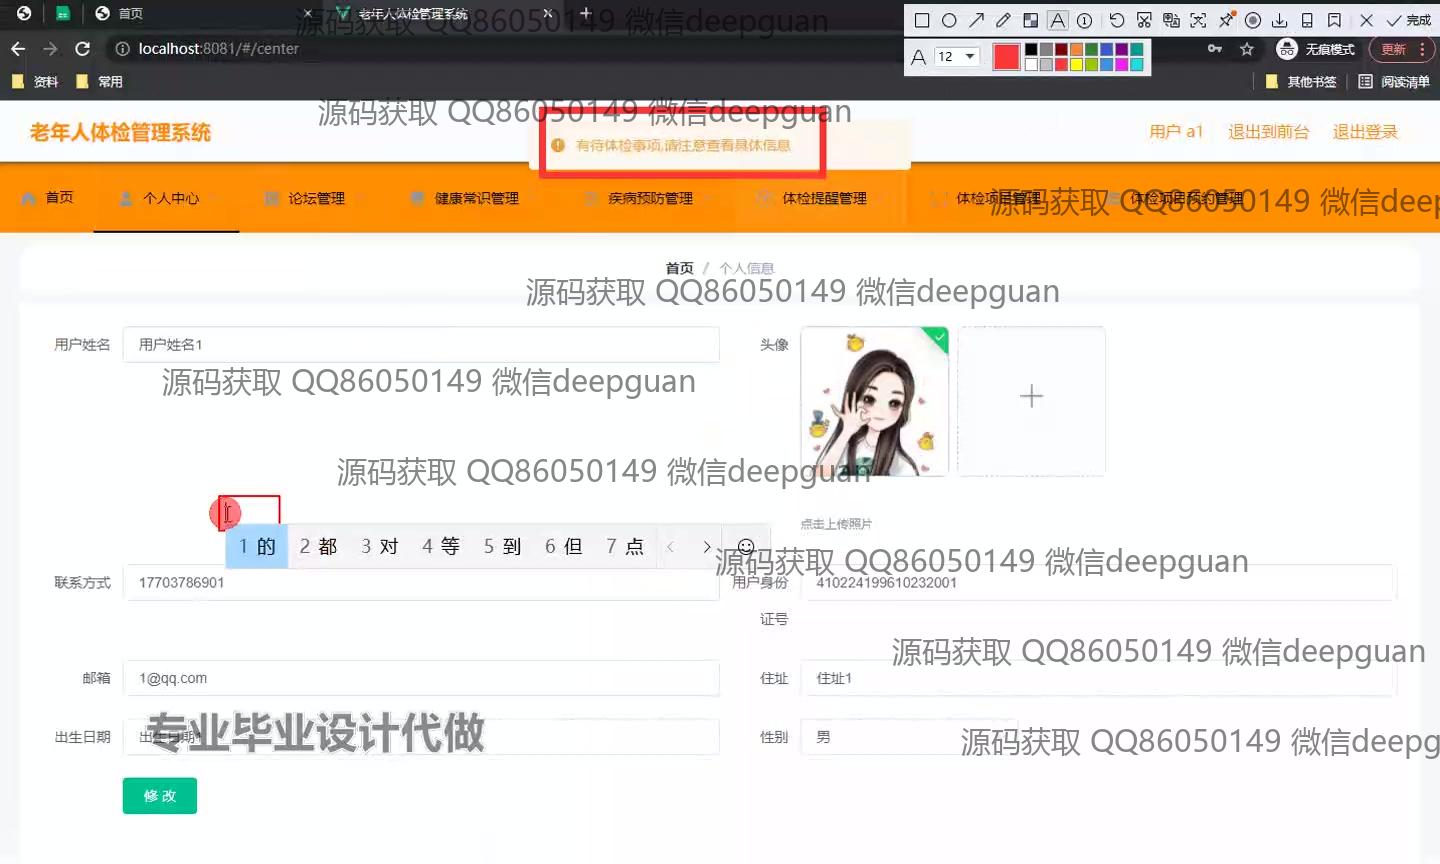 首页
老年人体检管理系统
完成
localhost:8081/#/center
A 12
无痕模式
更新
资料
常用
其他书签
阅读清单
源码获取 QQ86050149 微信deepguan
源码获取 QQ86050149 微信deepguan
老年人体检管理系统
有待体检事项,请注意查看具体信息
用户 a1
退出到前台
退出登录
首页
个人中心
论坛管理
健康常识管理
疾病预防管理
体检提醒管理
体检项目管理
体检项目预约管理
源码获取 QQ86050149 微信deep
首页 / 个人信息
源码获取 QQ86050149 微信deepguan
用户姓名
用户姓名1
头像
源码获取 QQ86050149 微信deepguan
源码获取 QQ86050149 微信deepguan
点击上传照片
1 的 2 都 3 对 4 等 5 到 6 但 7 点
源码获取 QQ86050149 微信deepguan
联系方式
17703786901
用户身份证号
410224199610232001
源码获取 QQ86050149 微信deepguan
邮箱
1@qq.com
住址
住址1
出生日期
出生日期1
专业毕业设计代做
性别
男
源码获取 QQ86050149 微信deepg
修改